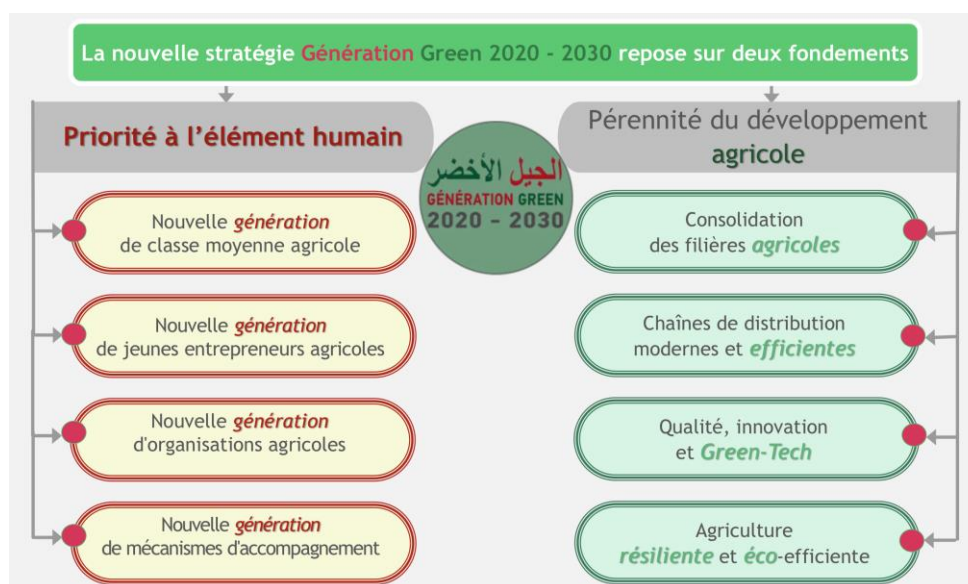 La nouvelle stratégie Génération Green 2020 - 2030 repose sur deux fondements
Priorité à l'élément humain
Nouvelle génération
de classe moyenne agricole
Nouvelle génération
de jeunes entrepreneurs agricoles
Nouvelle génération
d'organisations agricoles
Nouvelle génération
de mécanismes d'accompagnement
الجيل الأخضر
GÉNÉRATION GREEN
2020 - 2030
Pérennité du développement
agricole
Consolidation
des filières agricoles
Chaînes de distribution
modernes et efficientes
Qualité, innovation
et Green-Tech
Agriculture
résiliente et éco-efficiente